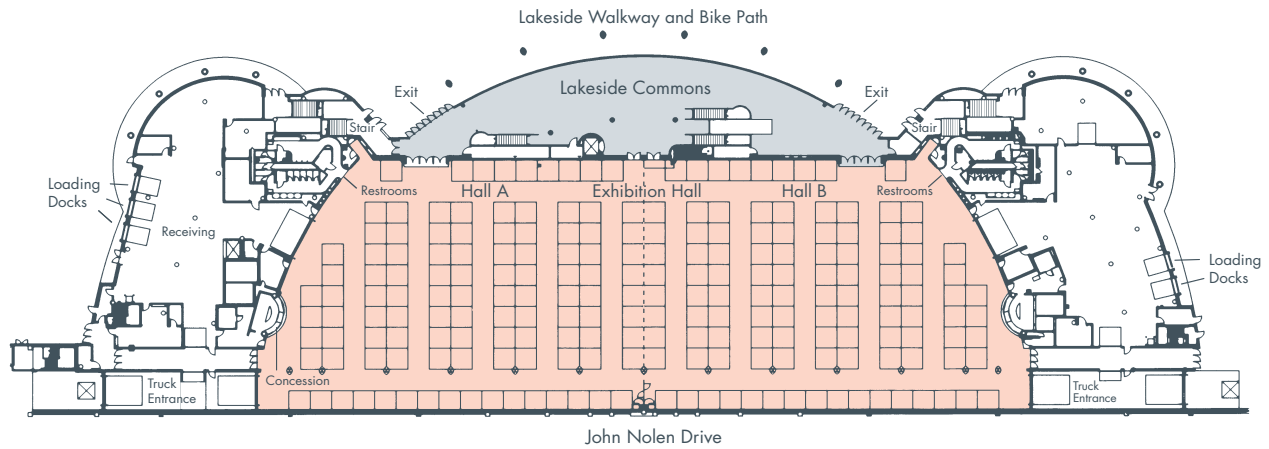 Lakeside Walkway and Bike Path
Lakeside Commons
Exit
Exit
Stair
Stair
Restrooms
Hall A
Exhibition Hall
Hall B
Restrooms
Loading
Docks
Receiving
Loading
Docks
Concession
Truck
Entrance
Truck
Entrance
John Nolen Drive